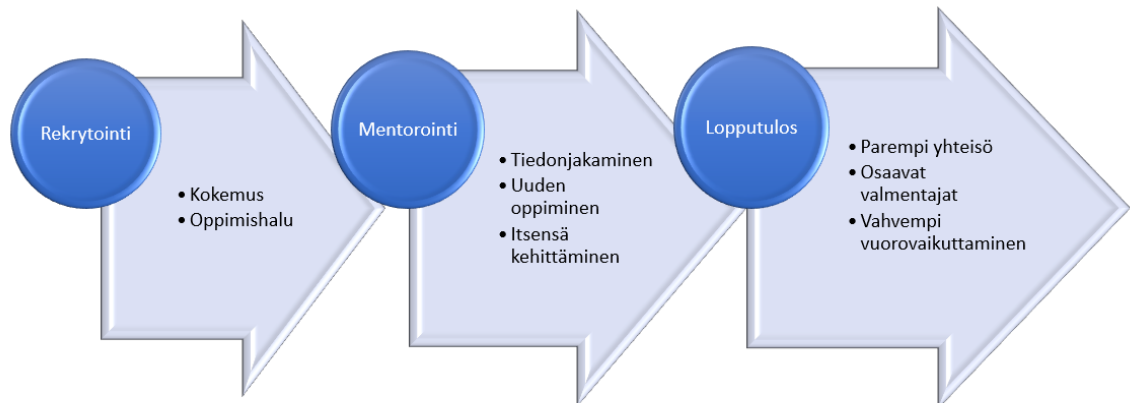 Rekrytointi
• Kokemus
• Oppimishalu
Mentorointi
• Tiedonjakaminen
• Uuden
oppiminen
• Itsensä
kehittäminen
Lopputulos
• Parempi yhteisö
• Osaavat
valmentajat
• Vahvempi
vuorovaikuttaminen